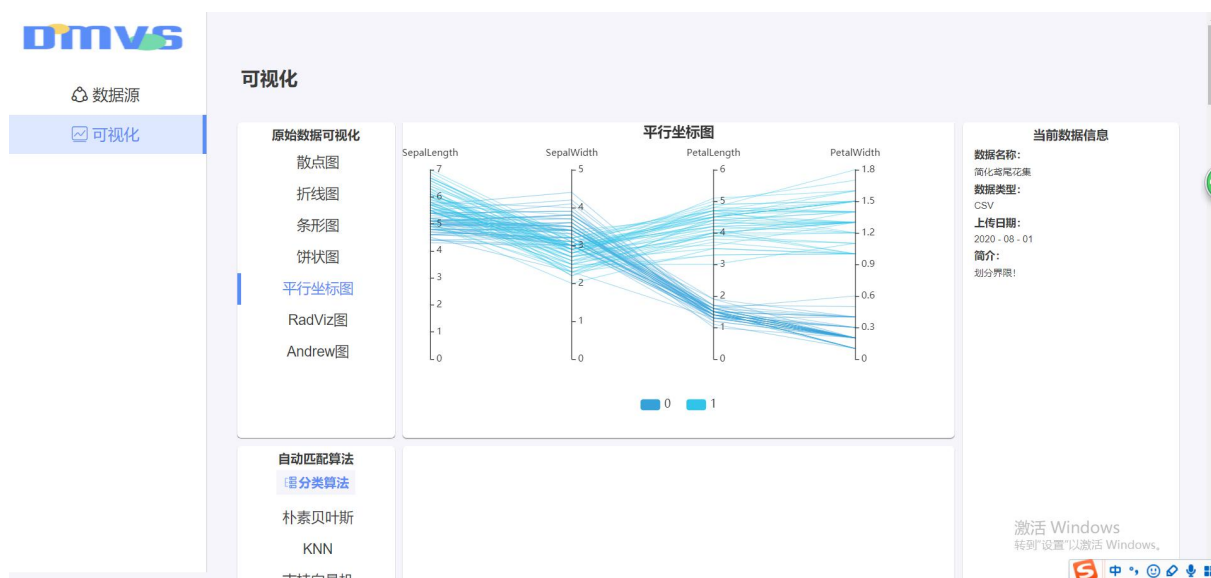 DMVS
数据源
可视化
可视化
原始数据可视化
散点图
折线图
条形图
饼状图
平行坐标图
RadViz图
Andrew图
平行坐标图
SepalLength
SepalWidth
PetalLength
PetalWidth
7
6
5
4
3
2
1
0
5
4
3
2
1
0
6
5
4
3
2
1
0
1.8
1.5
1.2
0.9
0.6
0.3
0
0
1
当前数据信息
数据名称：
简化鸢尾花集
数据类型：
CSV
上传日期：
2020 - 08 - 01
简介：
划分界限！
自动匹配算法
分类算法
朴素贝叶斯
KNN
支持向量机
激活 Windows
转到"设置"以激活 Windows。
中